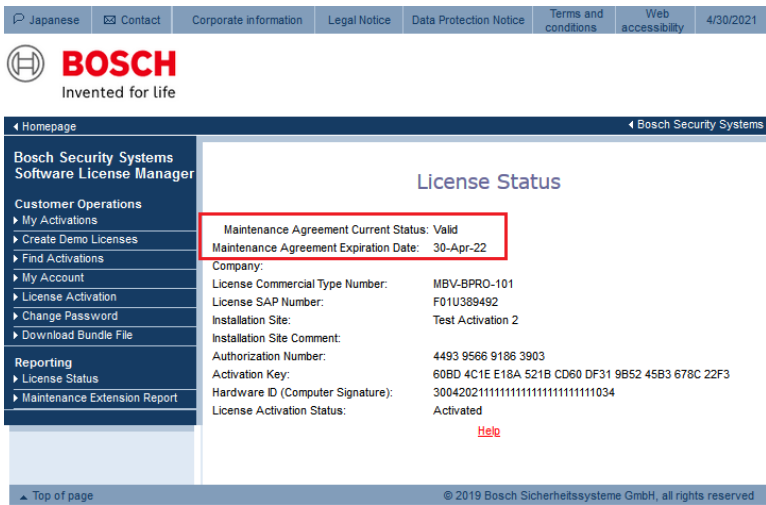 Japanese Contact Corporate information Legal Notice Data Protection Notice Terms and conditions Web accessibility 4/30/2021
BOSCH
Invented for life
Homepage Bosch Security Systems
Bosch Security Systems
Software License Manager
Customer Operations
My Activations
Create Demo Licenses
Find Activations
My Account
License Activation
Change Password
Download Bundle File
Reporting
License Status
Maintenance Extension Report
License Status
Maintenance Agreement Current Status: Valid
Maintenance Agreement Expiration Date: 30-Apr-22
Company:
License Commercial Type Number: MBV-BPRO-101
License SAP Number: F01U389492
Installation Site: Test Activation 2
Installation Site Comment:
Authorization Number: 4493 9566 9186 3903
Activation Key: 60BD 4C1E E18A 521B CD60 DF31 9B52 45B3 678C 22F3
Hardware ID (Computer Signature):
License Activation Status: Activated
Help
Top of page © 2019 Bosch Sicherheitssysteme GmbH, all rights reserved